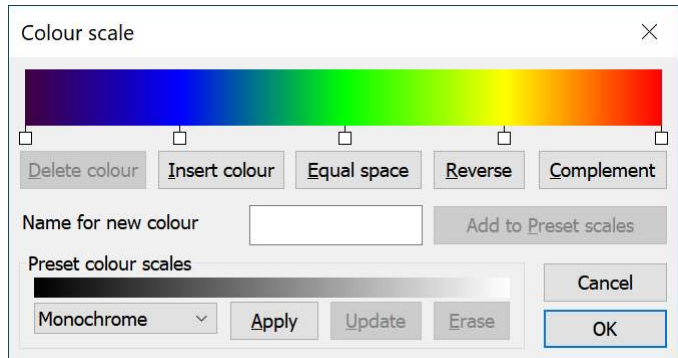 Colour scale
Delete colour Insert colour Equal space Reverse Complement
Name for new colour Add to Preset scales
Preset colour scales
Cancel
Monochrome Apply Update Erase
OK